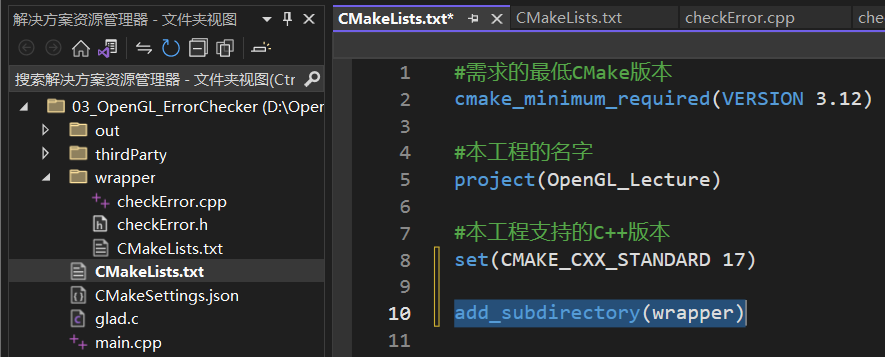 解决方案资源管理器 - 文件夹视图
搜索解决方案资源管理器 - 文件夹视图(Ctr
03_OpenGL_ErrorChecker (D:\Oper
out
thirdParty
wrapper
checkError.cpp
checkError.h
CMakeLists.txt
CMakeLists.txt
CMakeSettings.json
glad.c
main.cpp
CMakeLists.txt* CMakeLists.txt checkError.cpp che
1 #需求的最低CMake版本
2 cmake_minimum_required(VERSION 3.12)
3
4 #本工程的名字
5 project(OpenGL_Lecture)
6
7 #本工程支持的C++版本
8 set(CMAKE_CXX_STANDARD 17)
9
10 add_subdirectory(wrapper)
11